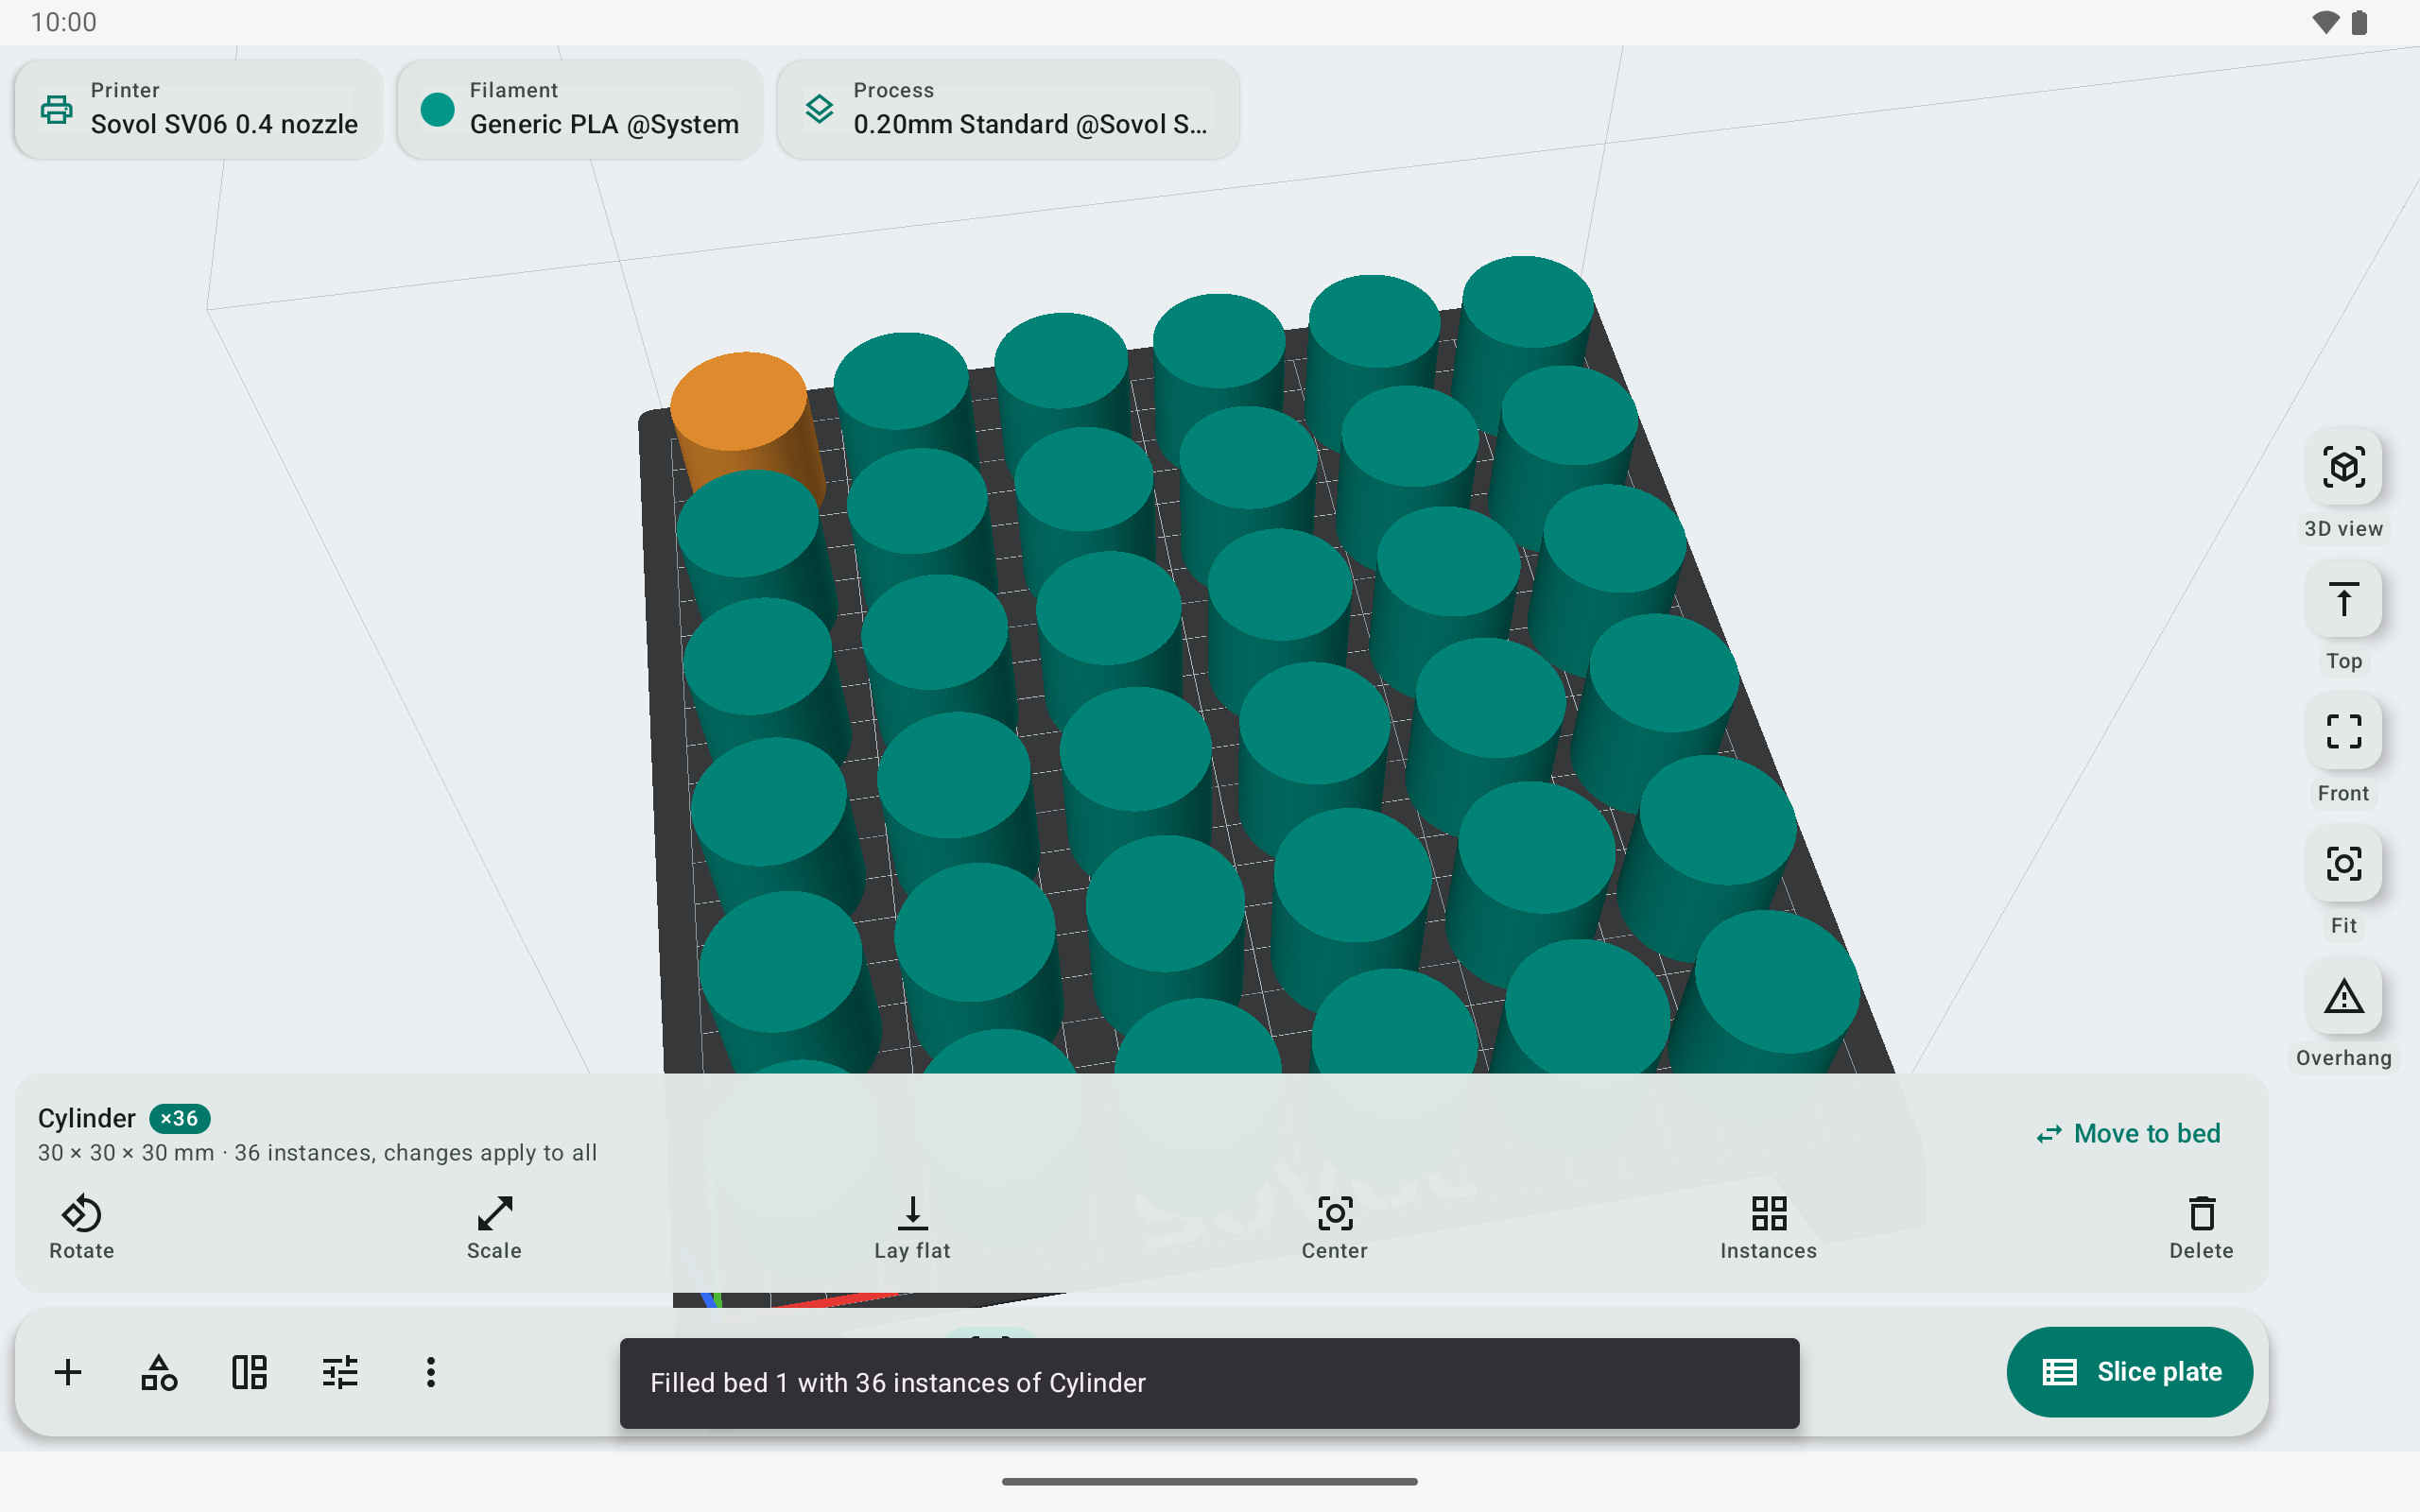 10:00
Printer
Sovol SV06 0.4 nozzle
Filament
Generic PLA @System
Process
0.20mm Standard @Sovol S...
3D view
Top
Front
Fit
Overhang
Cylinder ×36
30 × 30 × 30 mm · 36 instances, changes apply to all
Move to bed
Rotate
Scale
Lay flat
Center
Instances
Delete
Filled bed 1 with 36 instances of Cylinder
Slice plate